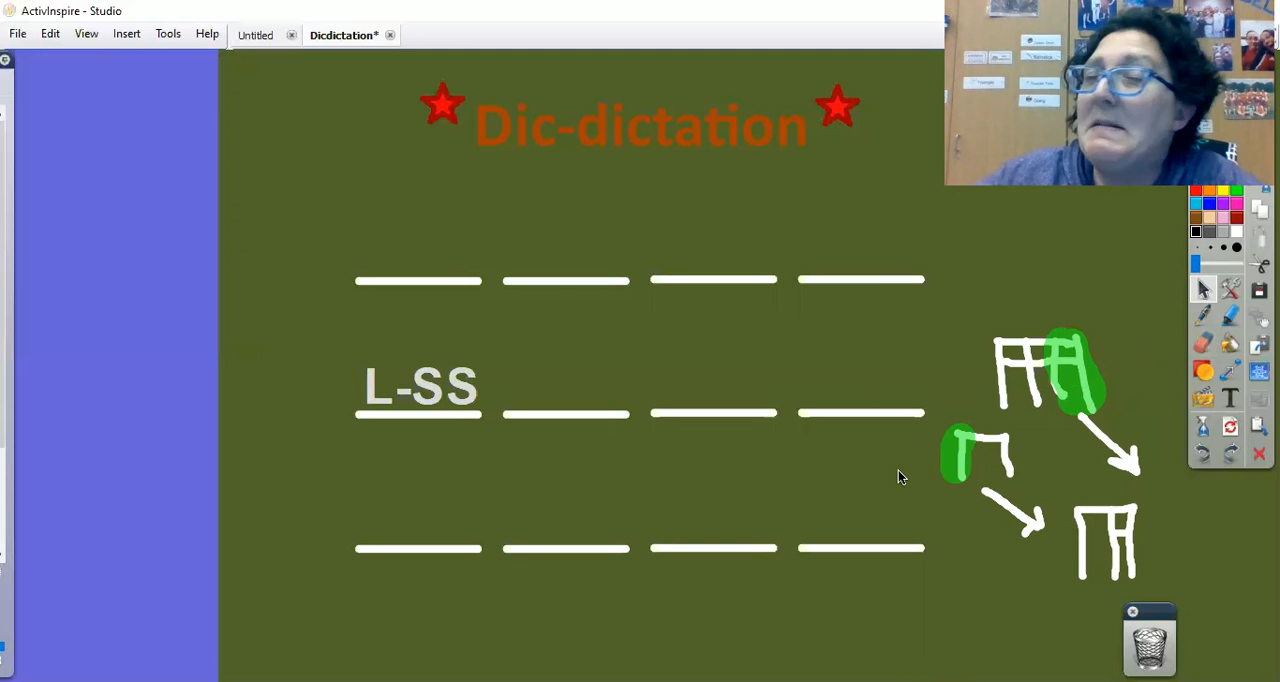 ActivInspire - Studio
File Edit View Insert Tools Help Untitled Dicdictation*
Dic-dictation
L-SS